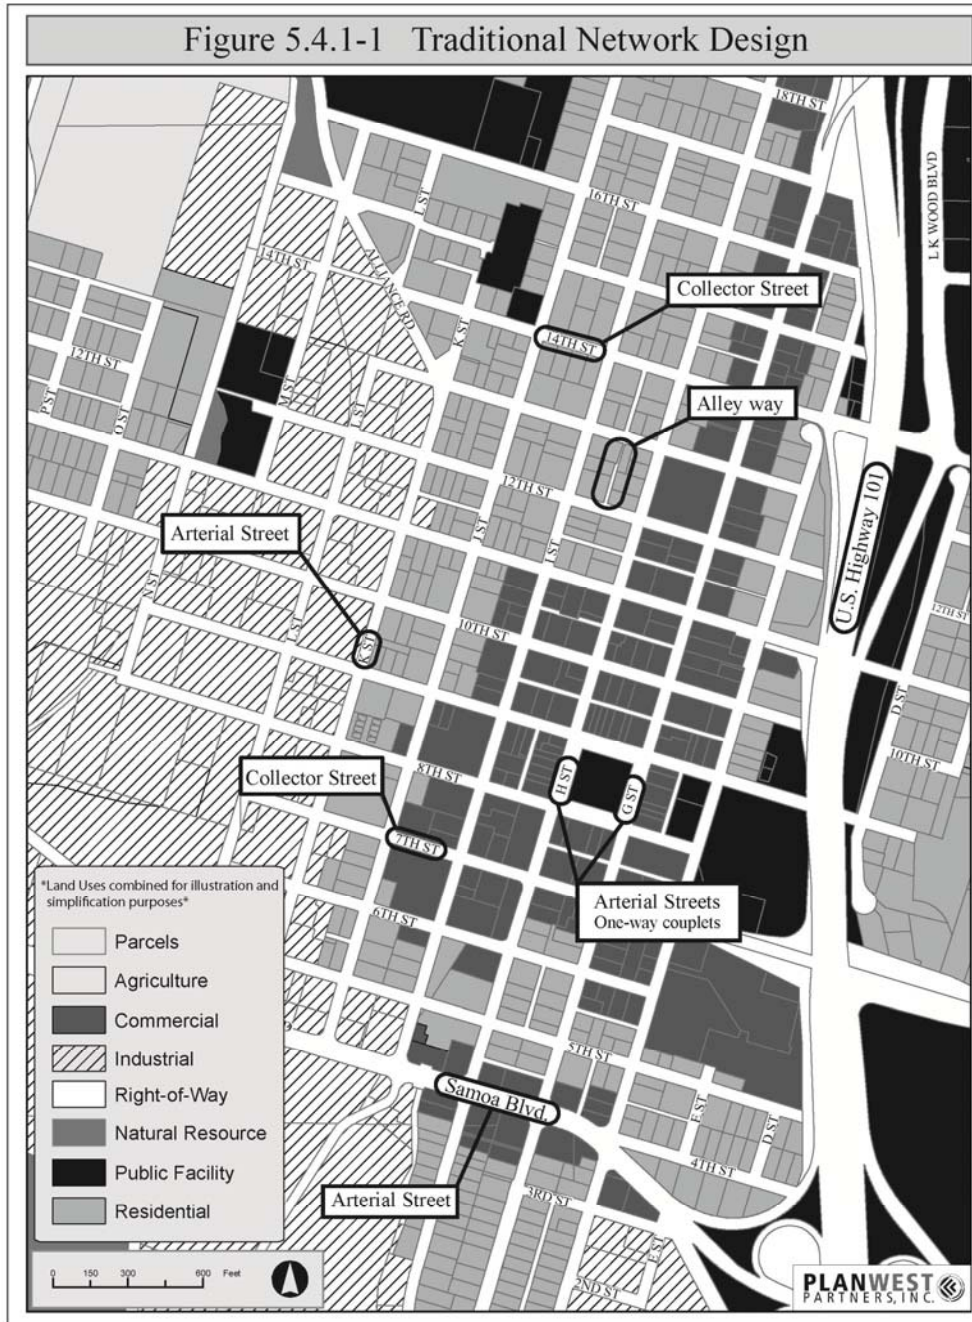 Figure 5.4.1-1 Traditional Network Design
18TH ST
L K WOOD BLVD
16TH ST
L ST
14TH ST
ALLIANCE RD
Collector Street
K ST
14TH ST
12TH ST
P ST
O ST
M ST
L ST
Alley way
12TH ST
U.S. Highway 101
Arterial Street
J ST
I ST
N ST
L ST
K ST
10TH ST
12TH ST
D ST
10TH ST
Collector Street
8TH ST
H ST
G ST
7TH ST
Arterial Streets
One-way couplets
6TH ST
*Land Uses combined for illustration and
simplification purposes*
Parcels
Agriculture
Commercial
Industrial
Right-of-Way
Natural Resource
Public Facility
Residential
5TH ST
Samoa Blvd.
E ST
D ST
4TH ST
Arterial Street
3RD ST
F ST
2ND ST
0 150 300 600 Feet
PLANWEST
PARTNERS, INC.